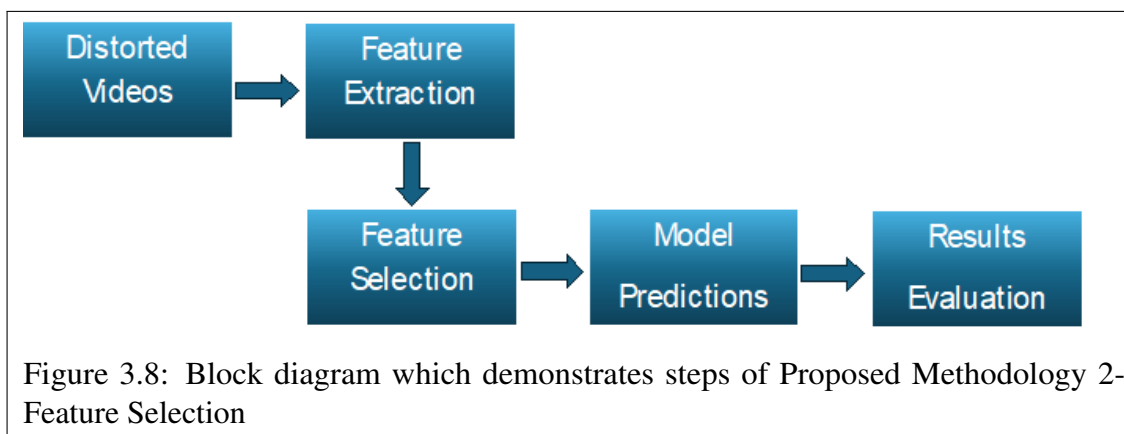 Distorted
Videos
Feature
Extraction
Feature
Selection
Model
Predictions
Results
Evaluation
Figure 3.8: Block diagram which demonstrates steps of Proposed Methodology 2-
Feature Selection